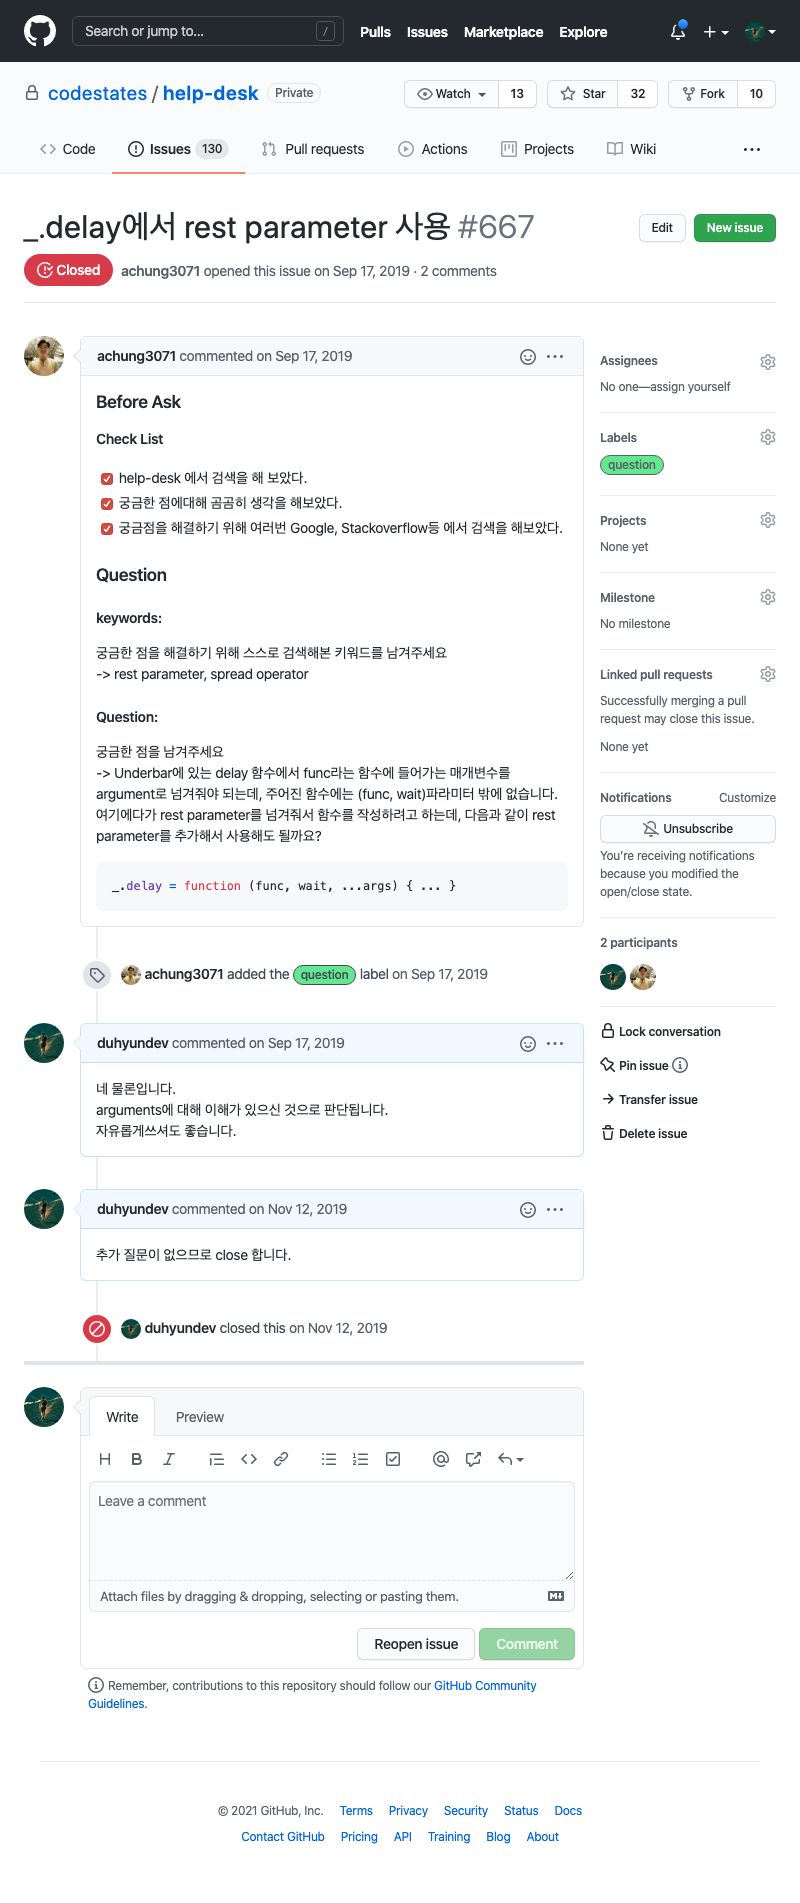 Search or jump to...
/
Pulls Issues Marketplace Explore
codestates / help-desk Private
Watch 13 Star 32 Fork 10
Code Issues 130 Pull requests Actions Projects Wiki
_.delay에서 rest parameter 사용 #667
Edit New issue
Closed achung3071 opened this issue on Sep 17, 2019 · 2 comments
achung3071 commented on Sep 17, 2019
Before Ask
Check List
help-desk 에서 검색을 해 보았다.
궁금한 점에대해 곰곰히 생각을 해보았다.
궁금점을 해결하기 위해 여러번 Google, Stackoverflow등 에서 검색을 해보았다.
Question
keywords:
궁금한 점을 해결하기 위해 스스로 검색해본 키워드를 남겨주세요
-> rest parameter, spread operator
Question:
궁금한 점을 남겨주세요
-> Underbar에 있는 delay 함수에서 func라는 함수에 들어가는 매개변수를
argument로 넘겨줘야 되는데, 주어진 함수에는 (func, wait)파라미터 밖에 없습니다.
여기에다가 rest parameter를 넘겨줘서 함수를 작성하려고 하는데, 다음과 같이 rest
parameter를 추가해서 사용해도 될까요?
_.delay = function (func, wait, ...args) { ... }
achung3071 added the question label on Sep 17, 2019
duhyundev commented on Sep 17, 2019
네 물론입니다.
arguments에 대해 이해가 있으신 것으로 판단됩니다.
자유롭게쓰셔도 좋습니다.
duhyundev commented on Nov 12, 2019
추가 질문이 없으므로 close 합니다.
duhyundev closed this on Nov 12, 2019
Write Preview
Leave a comment
Attach files by dragging & dropping, selecting or pasting them.
Reopen issue Comment
Remember, contributions to this repository should follow our GitHub Community
Guidelines.
Assignees
No one—assign yourself
Labels
question
Projects
None yet
Milestone
No milestone
Linked pull requests
Successfully merging a pull
request may close this issue.
None yet
Notifications Customize
Unsubscribe
You're receiving notifications
because you modified the
open/close state.
2 participants
Lock conversation
Pin issue
Transfer issue
Delete issue
© 2021 GitHub, Inc. Terms Privacy Security Status Docs
Contact GitHub Pricing API Training Blog About